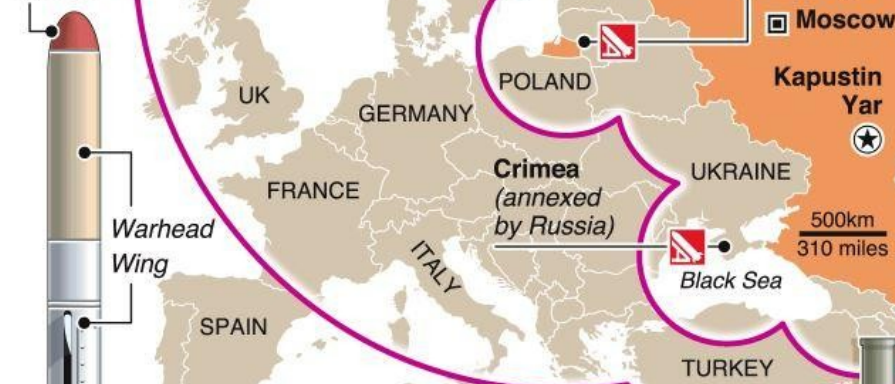 Moscow
Kapustin
Yar
UK
POLAND
GERMANY
Crimea
(annexed
by Russia)
UKRAINE
FRANCE
500km
310 miles
Warhead
Wing
ITALY
Black Sea
SPAIN
TURKEY